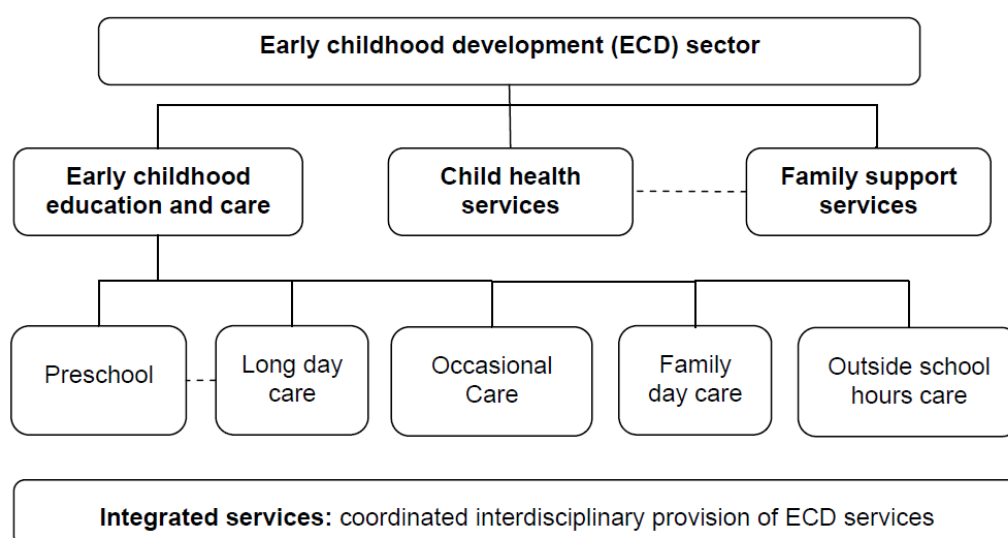 Early childhood development (ECD) sector
Early childhood
education and care
Child health
services
Family support
services
Preschool
Long day
care
Occasional
Care
Family
day care
Outside school
hours care
Integrated services: coordinated interdisciplinary provision of ECD services